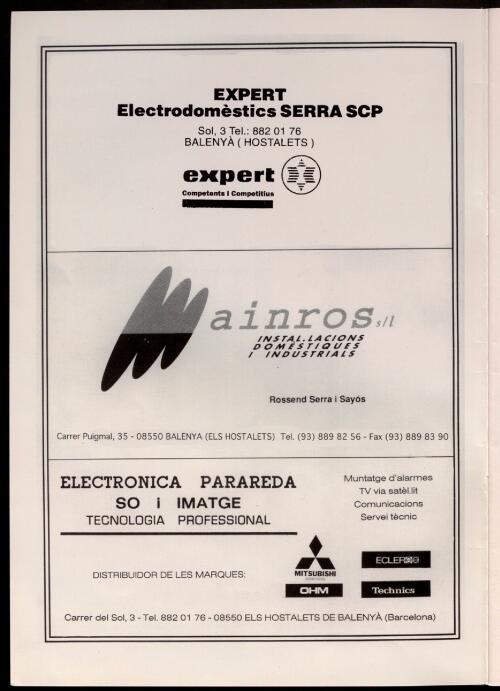 EXPERT
Electrodomèstics SERRA SCP
Sol, 3 Tel.: 882 01 76
BALENYÀ ( HOSTALETS )
expert
Competents i Competitius
Mainros s/l
INSTAL.LACIONS
DOMÈSTIQUES
I INDUSTRIALS
Rossend Serra i Sayós
Carrer Puigmal, 35 - 08550 BALENYA (ELS HOSTALETS) Tel. (93) 889 82 56 - Fax (93) 889 83 90
ELECTRONICA PARAREDA
SO i IMATGE
TECNOLOGIA PROFESSIONAL
Muntatge d'alarmes
TV via satèl.lit
Comunicacions
Servei tècnic
DISTRIBUIDOR DE LES MARQUES:
MITSUBISHI
OHM
ECLER
Technics
Carrer del Sol, 3 - Tel. 882 01 76 - 08550 ELS HOSTALETS DE BALENYÀ (Barcelona)